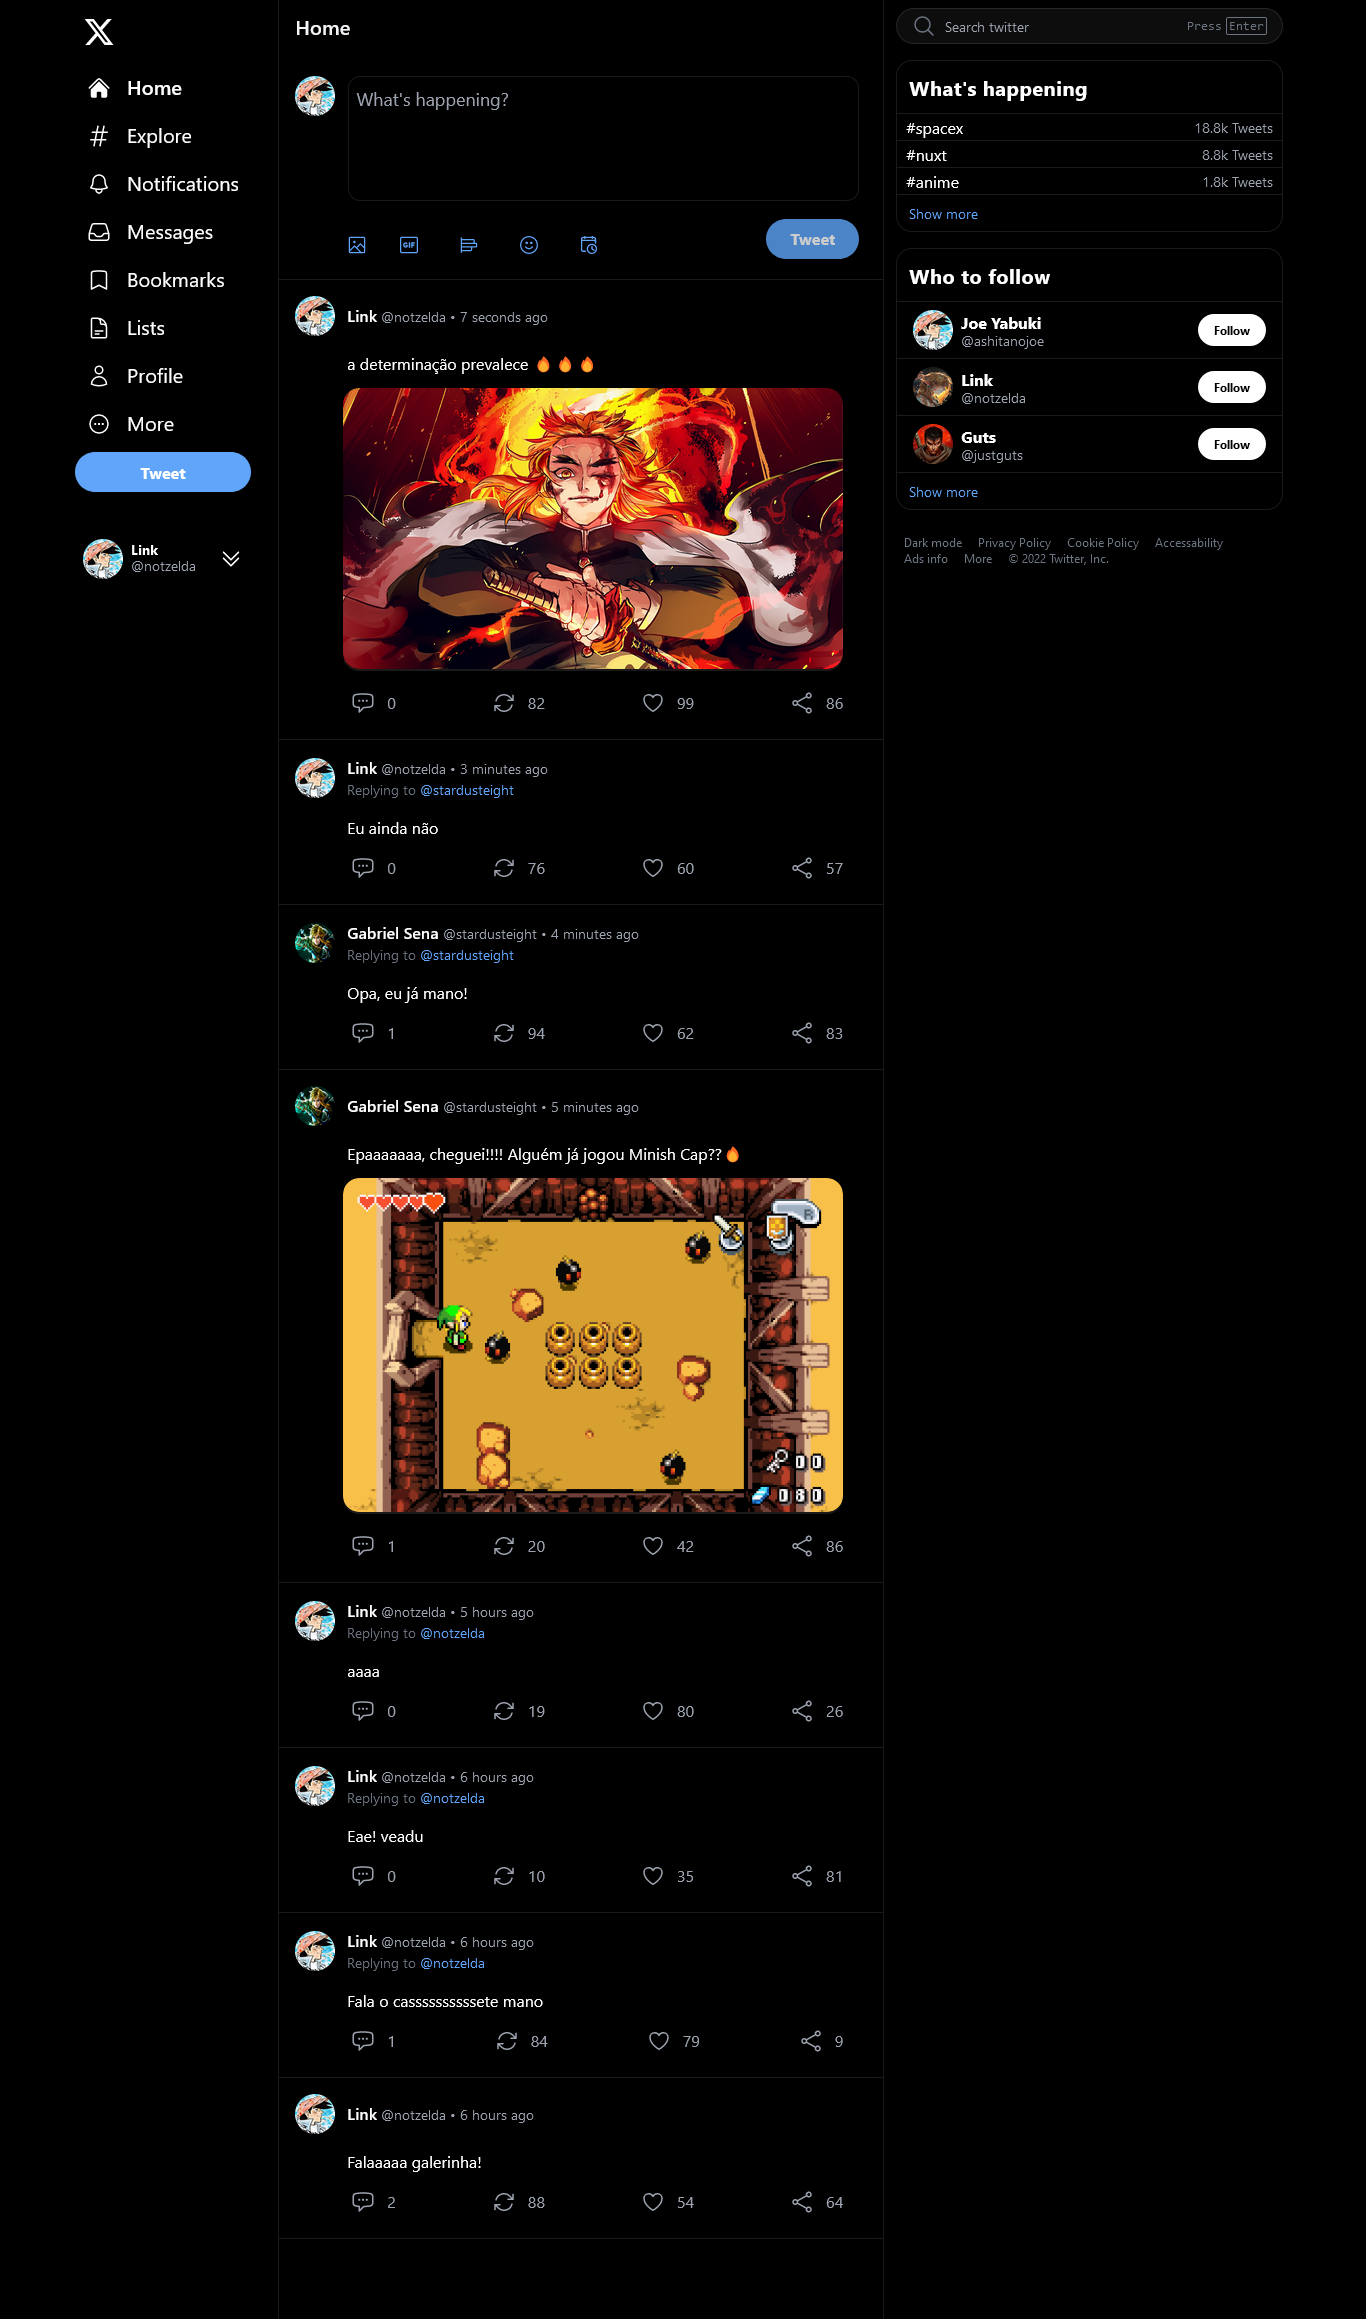 Home
Explore
Notifications
Messages
Bookmarks
Lists
Profile
More
Tweet
Link
@notzelda
Home
What's happening?
GIF
Tweet
Link @notzelda • 7 seconds ago
a determinação prevalece 🔥 🔥 🔥
0 82 99 86
Link @notzelda • 3 minutes ago
Replying to @stardusteight
Eu ainda não
0 76 60 57
Gabriel Sena @stardusteight • 4 minutes ago
Replying to @stardusteight
Opa, eu já mano!
1 94 62 83
Gabriel Sena @stardusteight • 5 minutes ago
Epaaaaaaa, cheguei!!!! Alguém já jogou Minish Cap??🔥
R
00
080
1 20 42 86
Link @notzelda • 5 hours ago
Replying to @notzelda
aaaa
0 19 80 26
Link @notzelda • 6 hours ago
Replying to @notzelda
Eae! veadu
0 10 35 81
Link @notzelda • 6 hours ago
Replying to @notzelda
Fala o cassssssssssete mano
1 84 79 9
Link @notzelda • 6 hours ago
Falaaaaa galerinha!
2 88 54 64
Search twitter Press Enter
What's happening
#spacex 18.8k Tweets
#nuxt 8.8k Tweets
#anime 1.8k Tweets
Show more
Who to follow
Joe Yabuki
@ashitanojoe
Follow
Link
@notzelda
Follow
Guts
@justguts
Follow
Show more
Dark mode Privacy Policy Cookie Policy Accessability
Ads info More © 2022 Twitter, Inc.